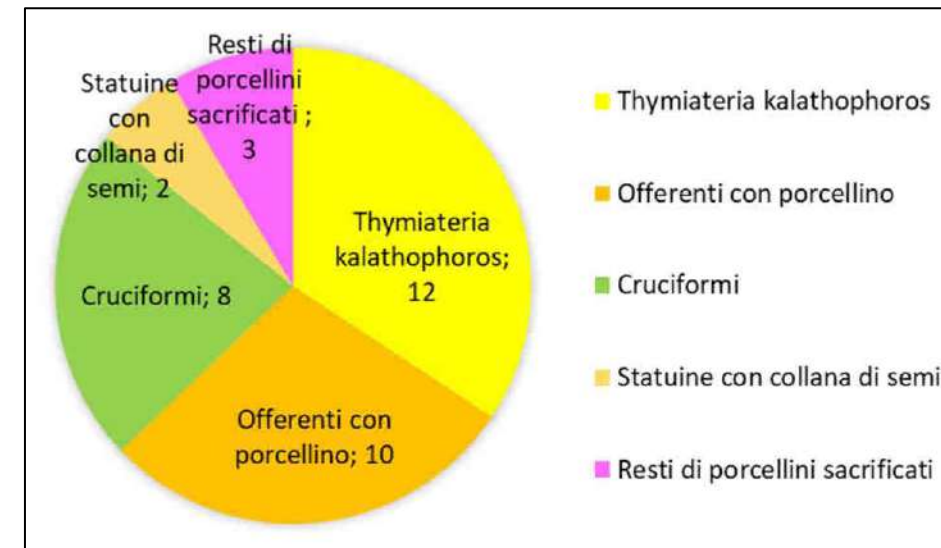 Resti di
porcellini
sacrificati ;
3
Statuine
con
collana di
semi; 2
Thymiateria
kalathophoros;
12
Cruciformi; 8
Offerenti con
porcellino; 10
Thymiateria kalathophoros
Offerenti con porcellino
Cruciformi
Statuine con collana di semi
Resti di porcellini sacrificati